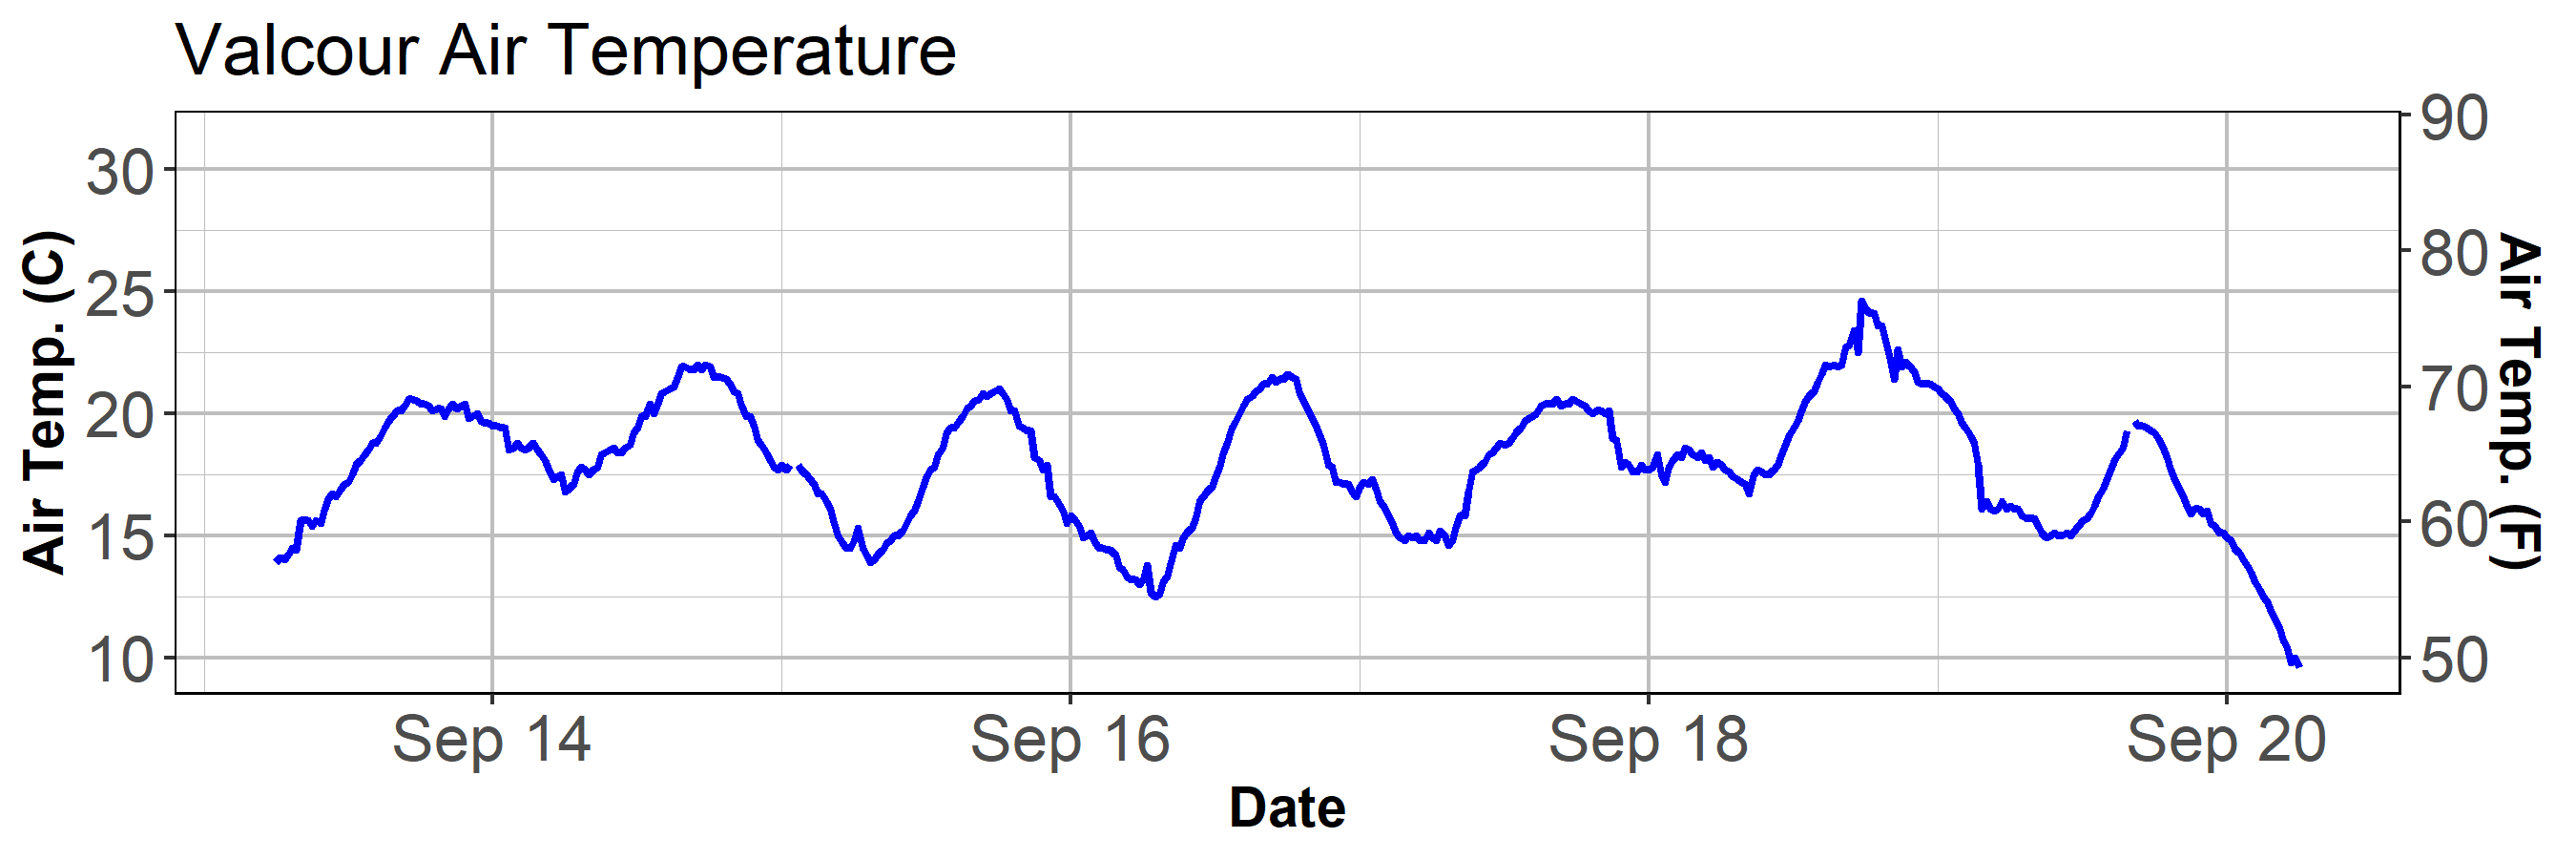 Valcour Air Temperature
Air Temp. (C)
30
25
20
15
10
90
80
70
60
50
Air Temp. (F)
Sep 14
Sep 16
Sep 18
Sep 20
Date